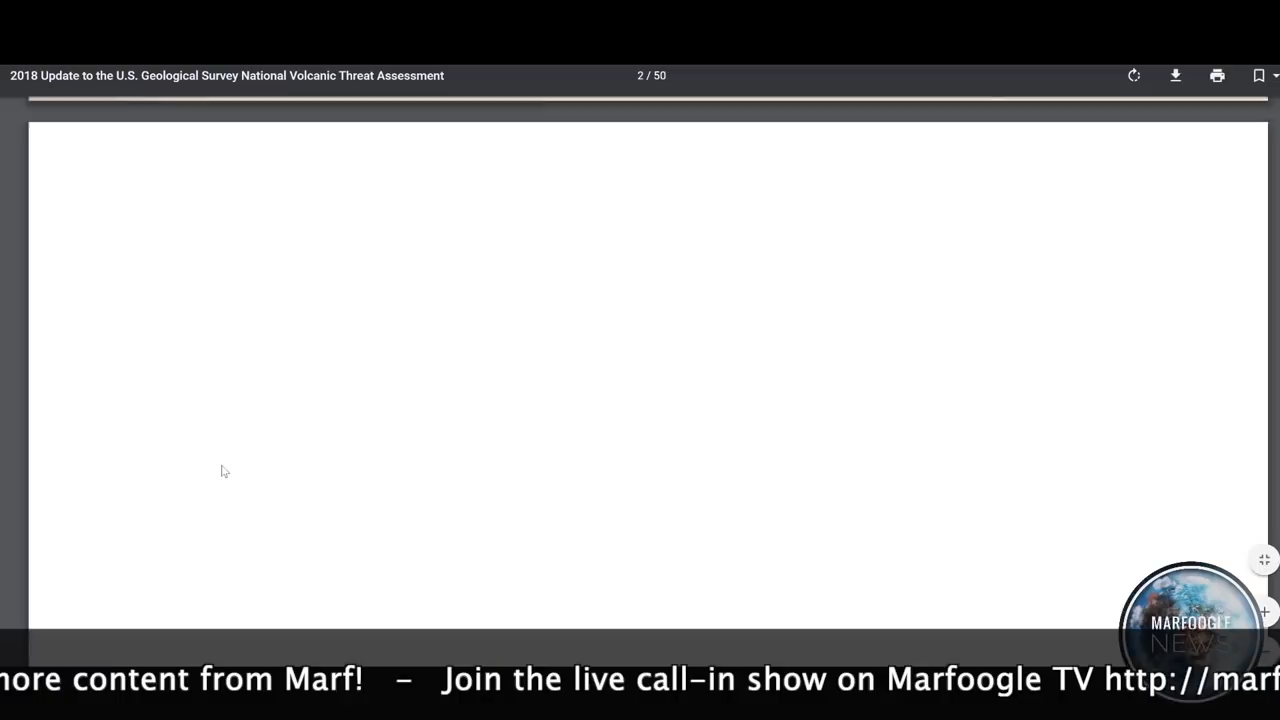 2018 Update to the U.S. Geological Survey National Volcanic Threat Assessment
2 / 50
MARFOOGLE
NEWS
more content from Marf! – Join the live call-in show on Marfoogle TV http://marf